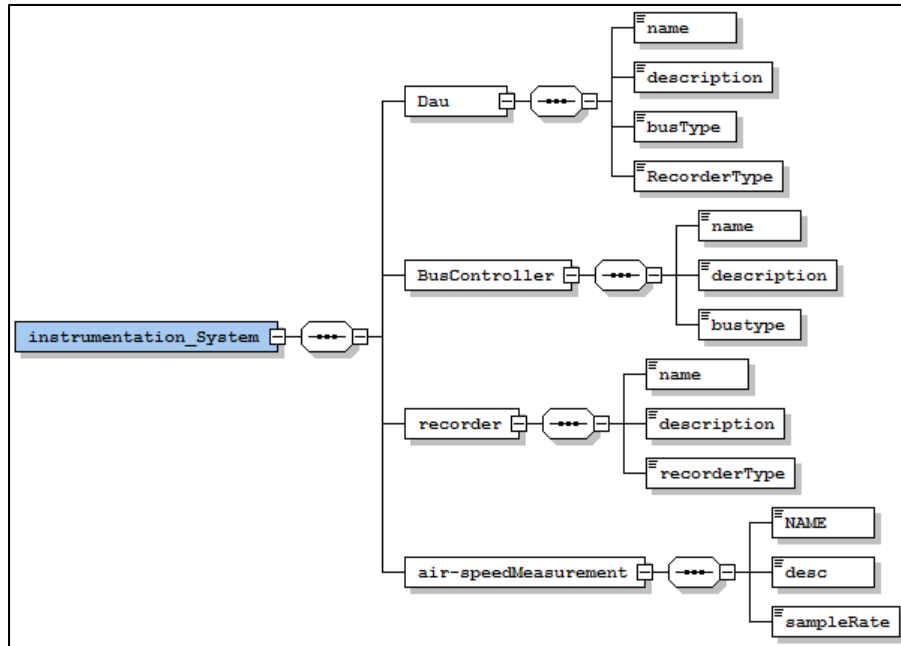 name
description
Dau
busType
RecorderType
name
BusController
description
bustype
instrumentation_System
name
recorder
description
recorderType
NAME
air-speedMeasurement
desc
sampleRate